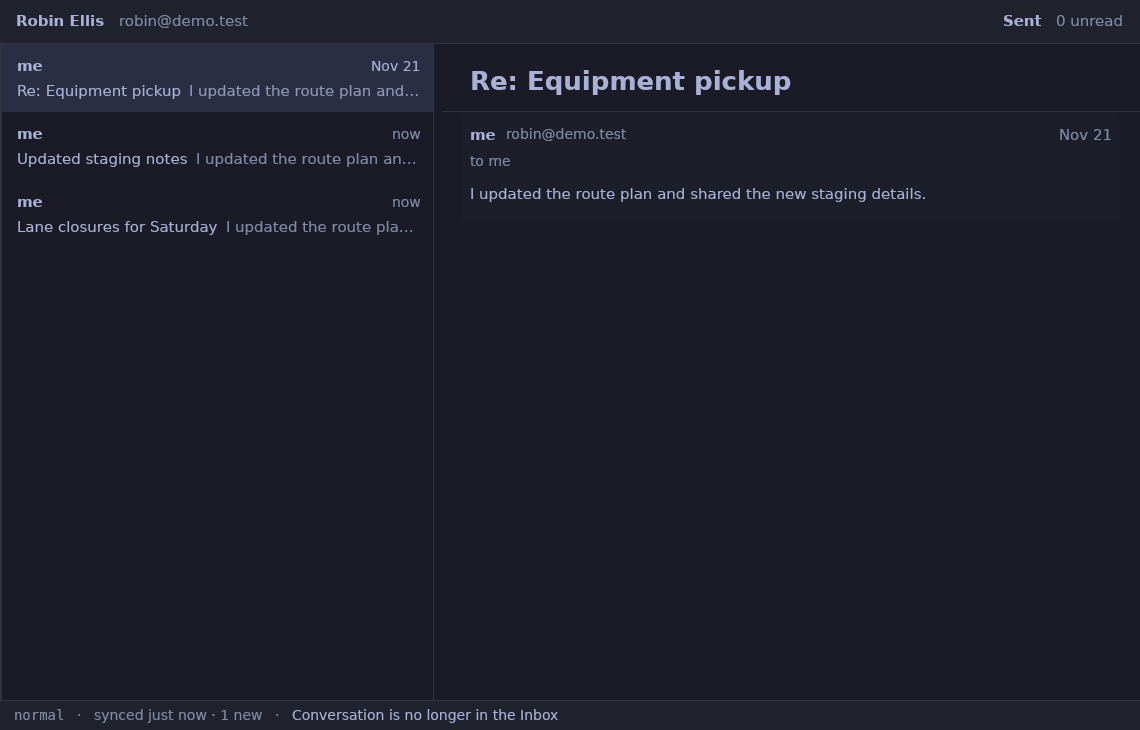 Robin Ellis robin@demo.test Sent 0 unread
me Nov 21
Re: Equipment pickup I updated the route plan and…
me now
Updated staging notes I updated the route plan an…
me now
Lane closures for Saturday I updated the route pla…
Re: Equipment pickup
me robin@demo.test Nov 21
to me
I updated the route plan and shared the new staging details.
normal · synced just now · 1 new · Conversation is no longer in the Inbox